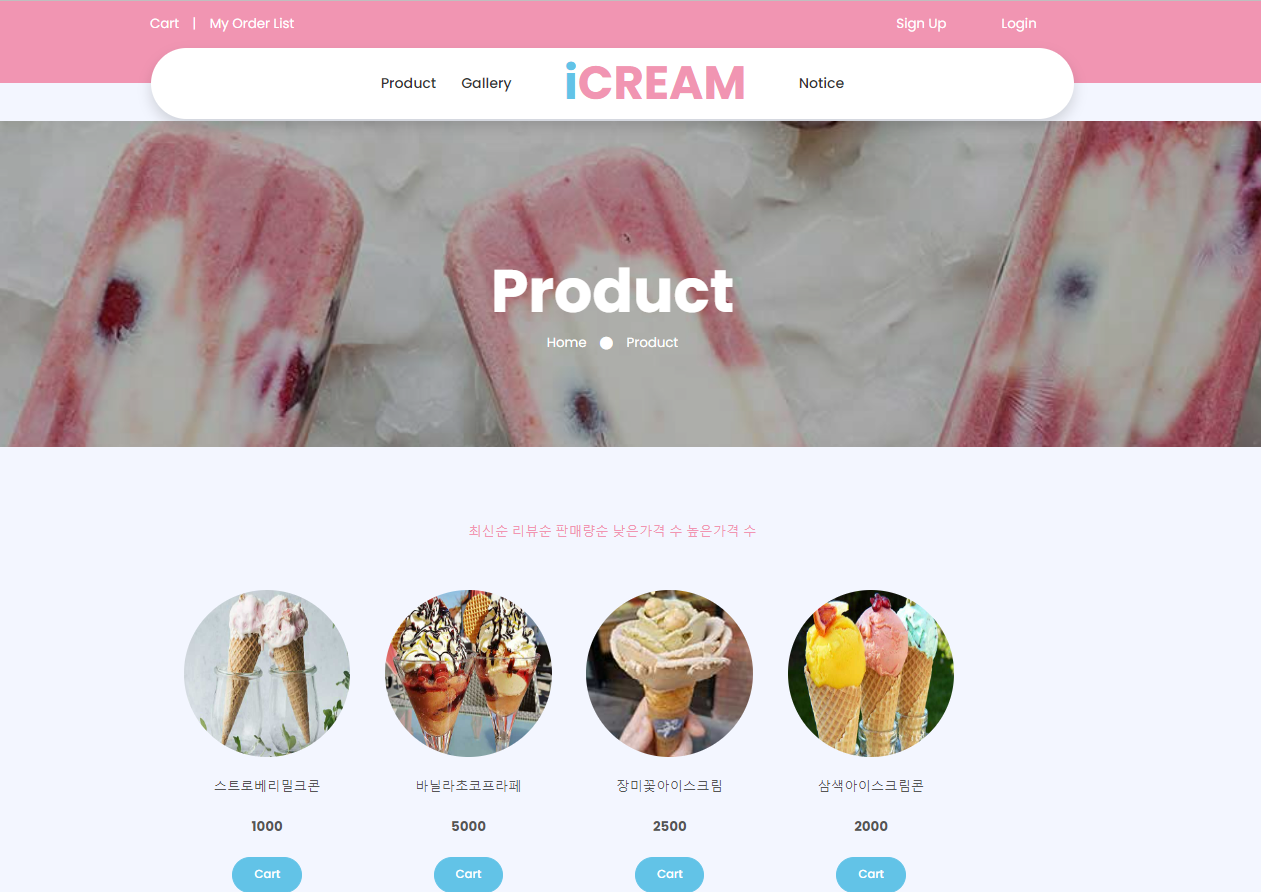 Cart | My Order List Sign Up Login
Product Gallery iCREAM Notice
Product
Home Product
최신순 리뷰순 판매량순 낮은가격 수 높은가격 수
스트로베리밀크콘 바닐라초코프라페 장미꽃아이스크림 삼색아이스크림콘
1000 5000 2500 2000
Cart Cart Cart Cart